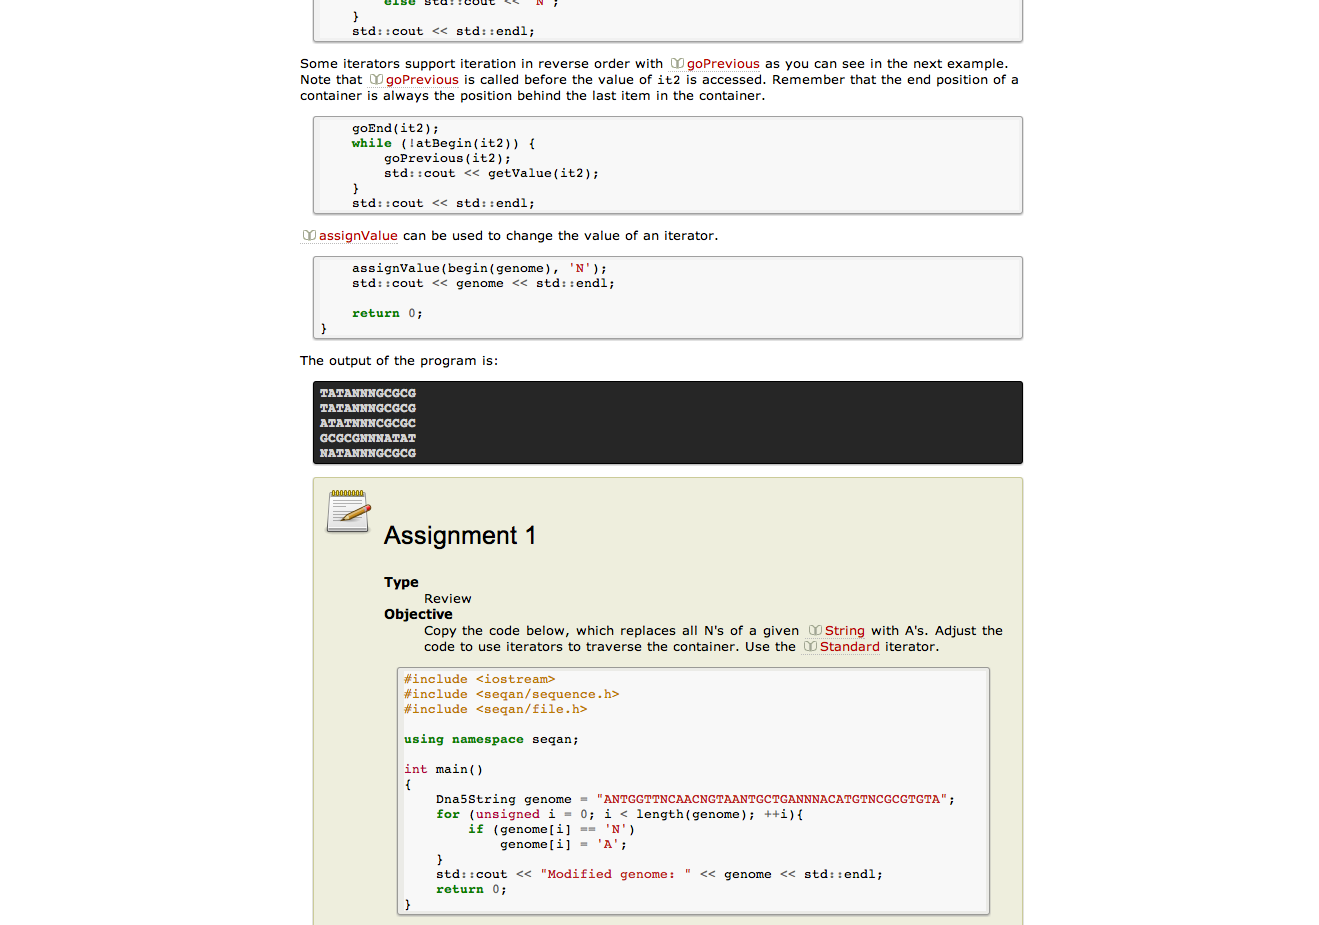 else std::cout << 'N';
}
std::cout << std::endl;
Some iterators support iteration in reverse order with goPrevious as you can see in the next example.
Note that goPrevious is called before the value of it2 is accessed. Remember that the end position of a
container is always the position behind the last item in the container.
goEnd(it2);
while (!atBegin(it2)) {
goPrevious(it2);
std::cout << getValue(it2);
}
std::cout << std::endl;
assignValue can be used to change the value of an iterator.
assignValue(begin(genome), 'N');
std::cout << genome << std::endl;
return 0;
}
The output of the program is:
TATANNNGCGCG
TATANNNGCGCG
ATATNNNCGCGC
GCGCGNNNATAT
NATANNNGCGCG
Assignment 1
Type
Review
Objective
Copy the code below, which replaces all N's of a given String with A's. Adjust the
code to use iterators to traverse the container. Use the Standard iterator.
#include <iostream>
#include <seqan/sequence.h>
#include <seqan/file.h>
using namespace seqan;
int main()
{
Dna5String genome = "ANTGGTTNCAACNGTAANTGCTGANNNACATGTNCGCGTGTA";
for (unsigned i = 0; i < length(genome); ++i){
if (genome[i] == 'N')
genome[i] = 'A';
}
std::cout << "Modified genome: " << genome << std::endl;
return 0;
}